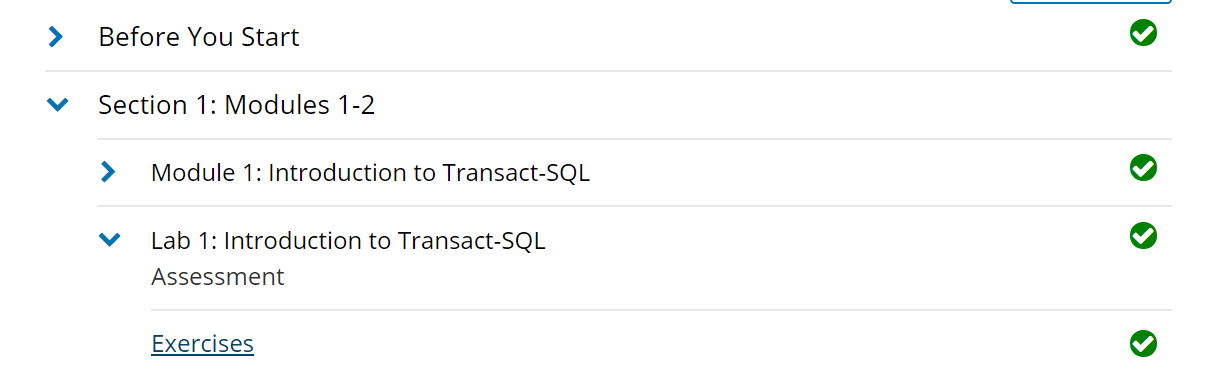 Before You Start
Section 1: Modules 1-2
Module 1: Introduction to Transact-SQL
Lab 1: Introduction to Transact-SQL
Assessment
Exercises